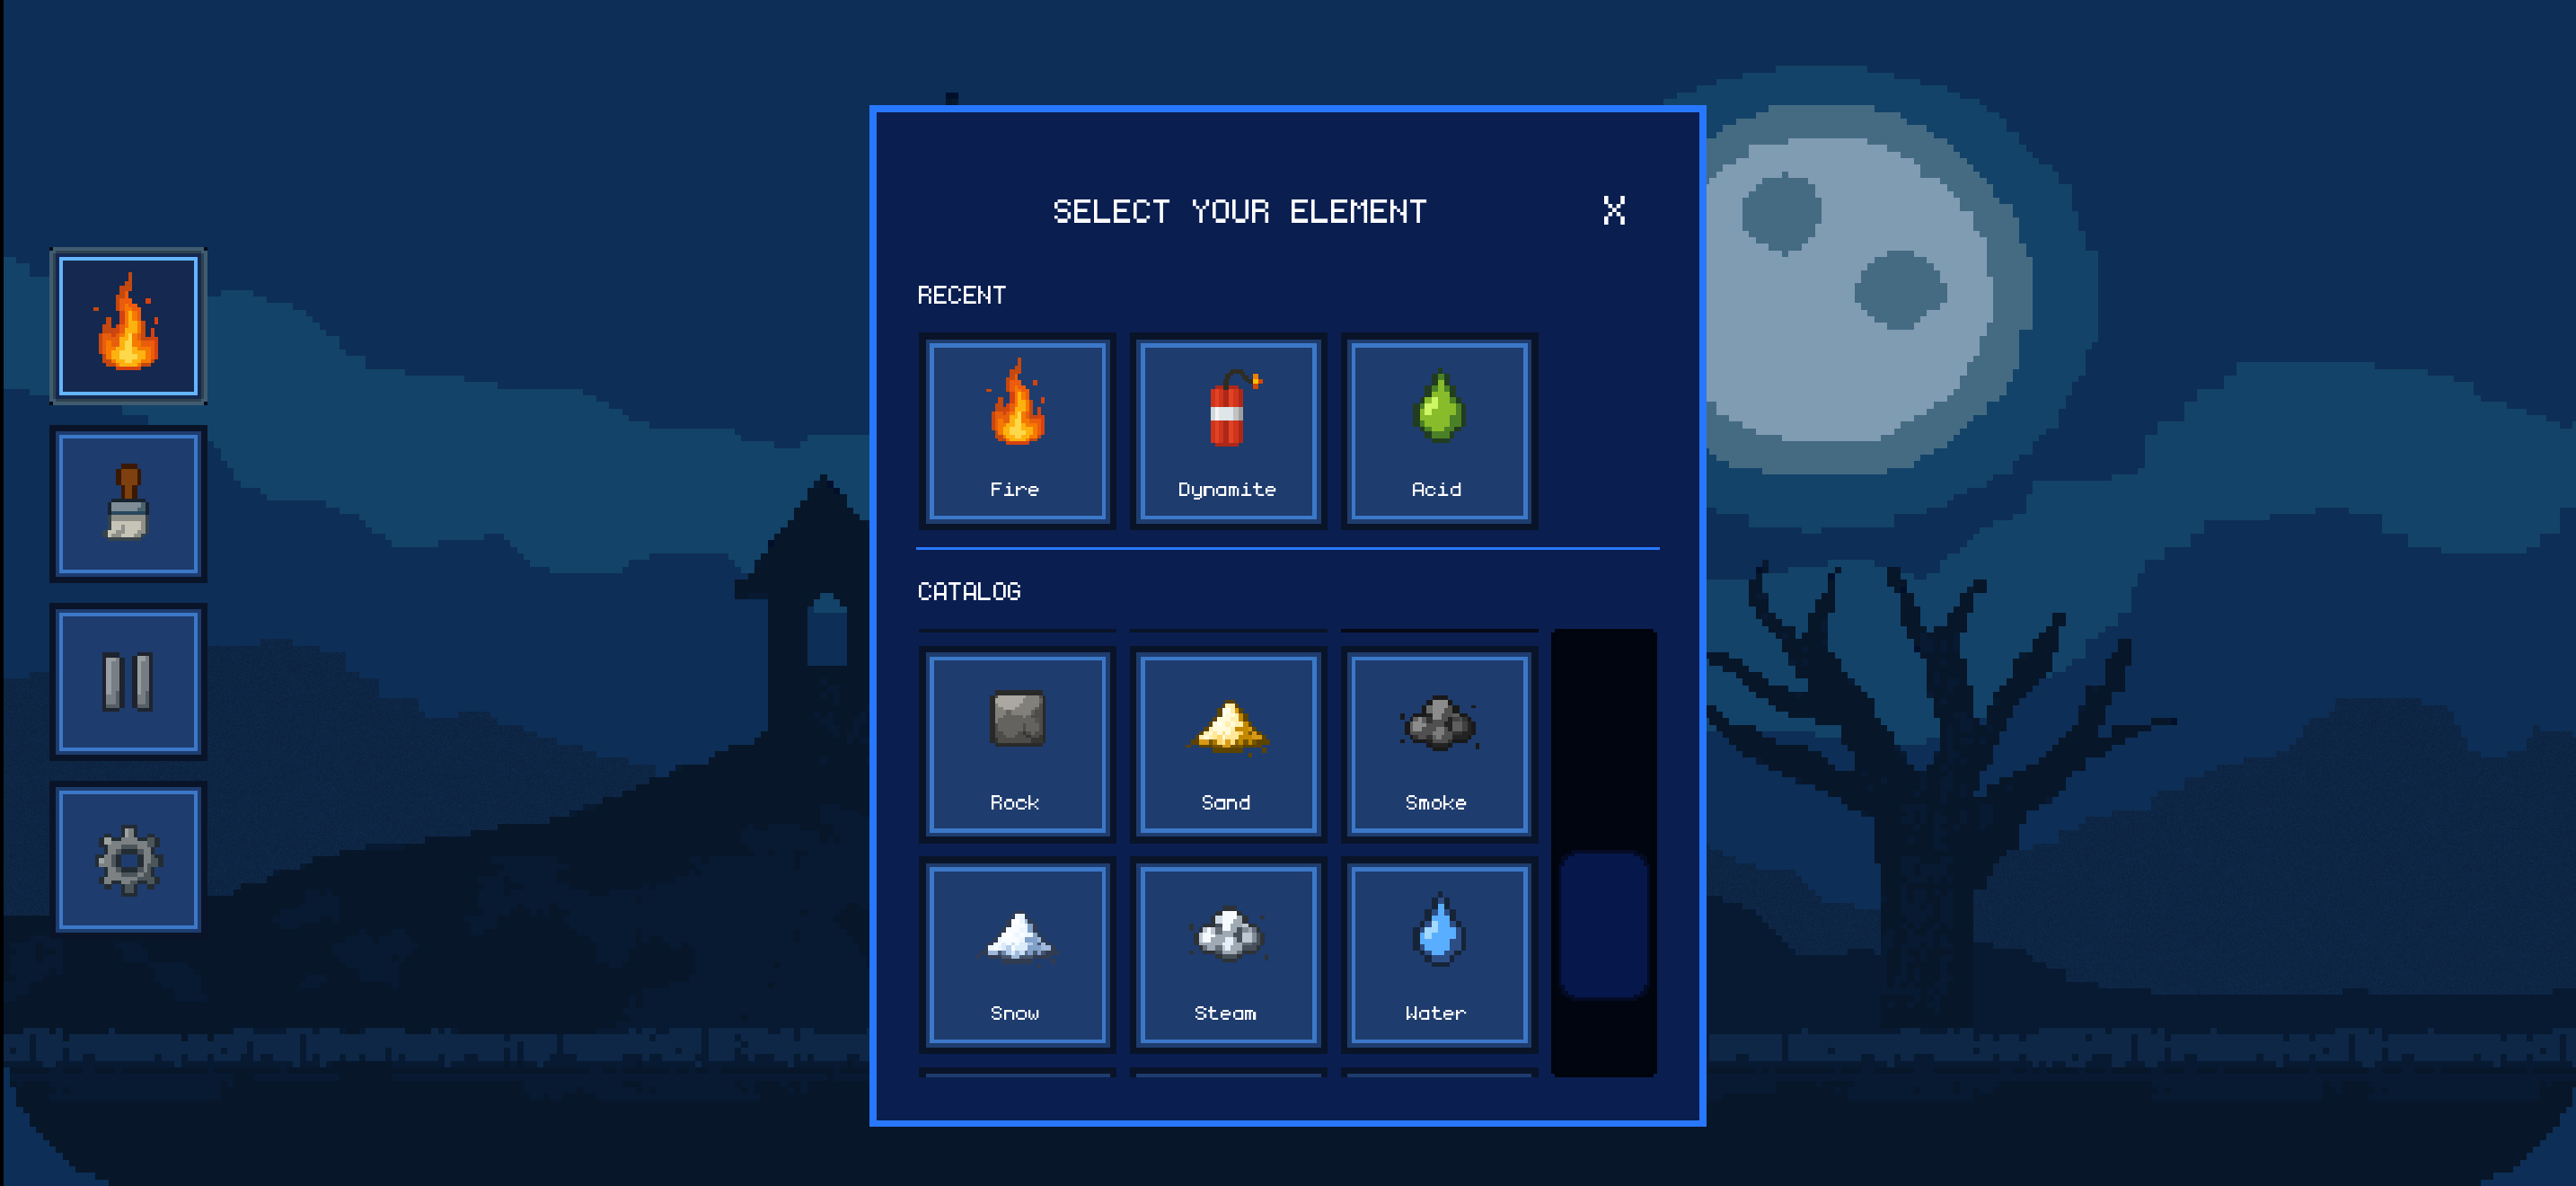 SELECT YOUR ELEMENT X
RECENT
Fire Dynamite Acid
CATALOG
Rock Sand Smoke
Snow Steam Water